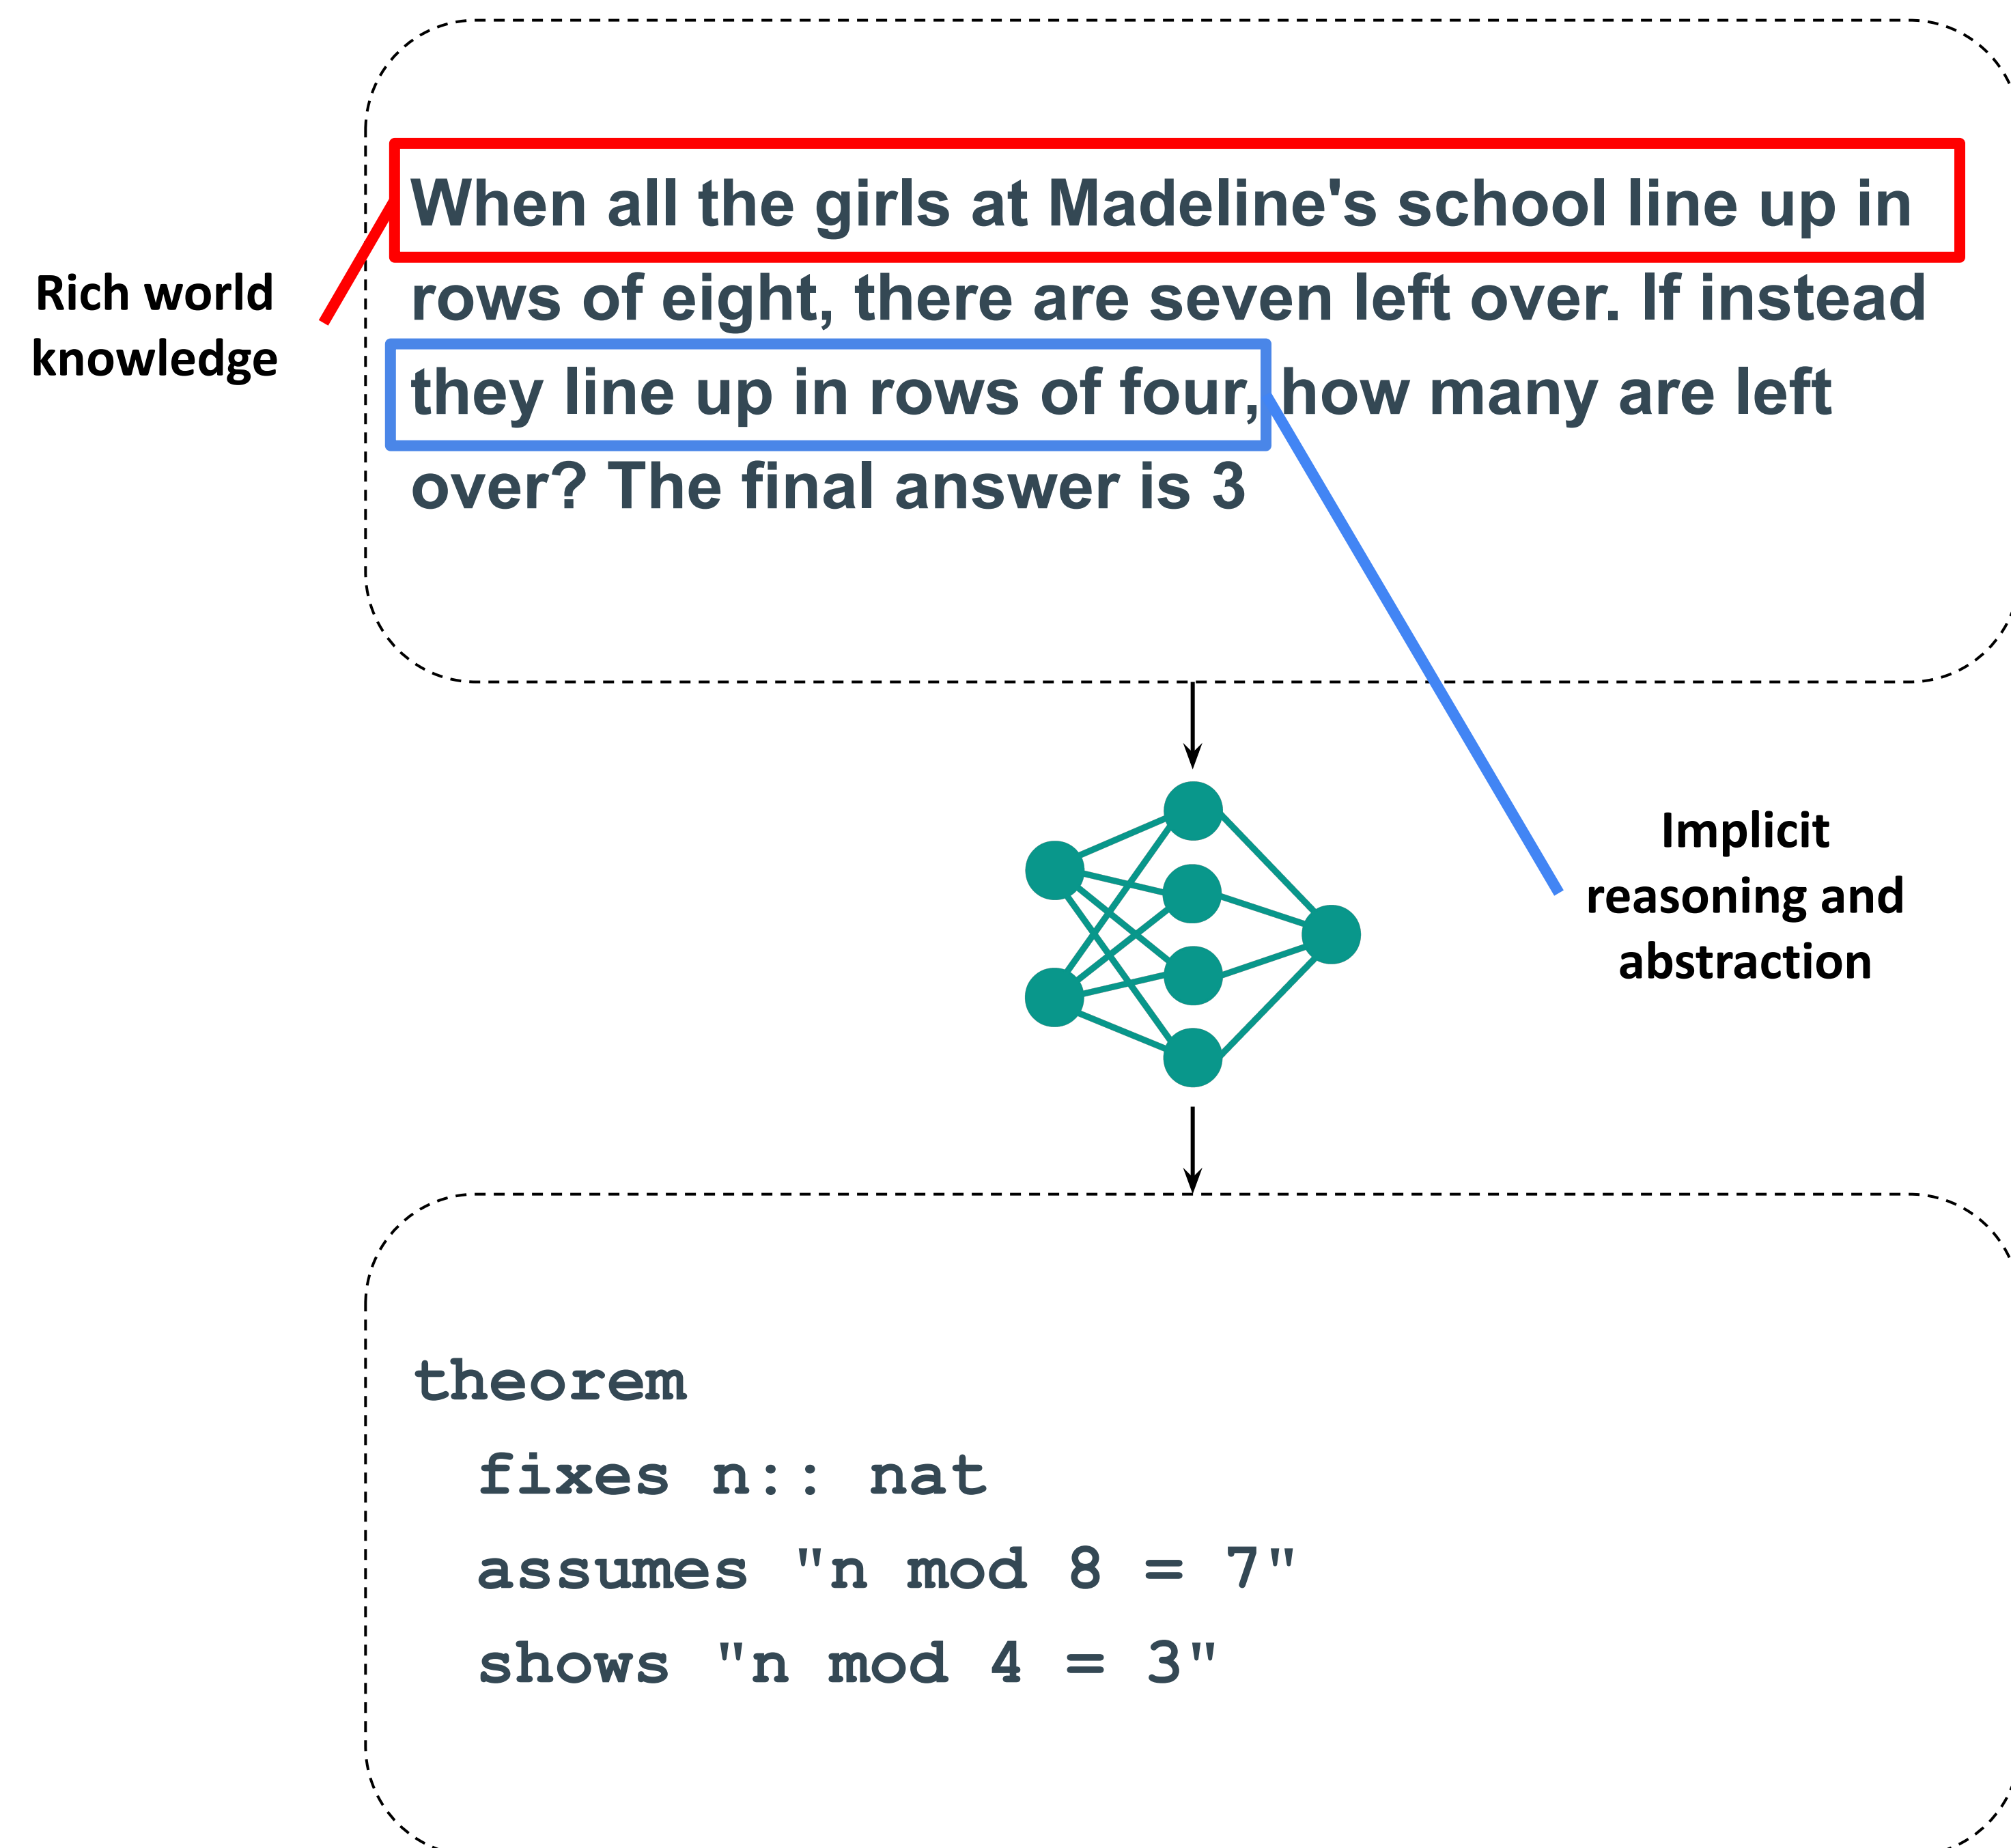 When all the girls at Madeline's school line up in
rows of eight, there are seven left over. If instead
they line up in rows of four, how many are left
over? The final answer is 3
Rich world
knowledge
Implicit
reasoning and
abstraction
theorem
fixes n:: nat
assumes "n mod 8 = 7"
shows "n mod 4 = 3"